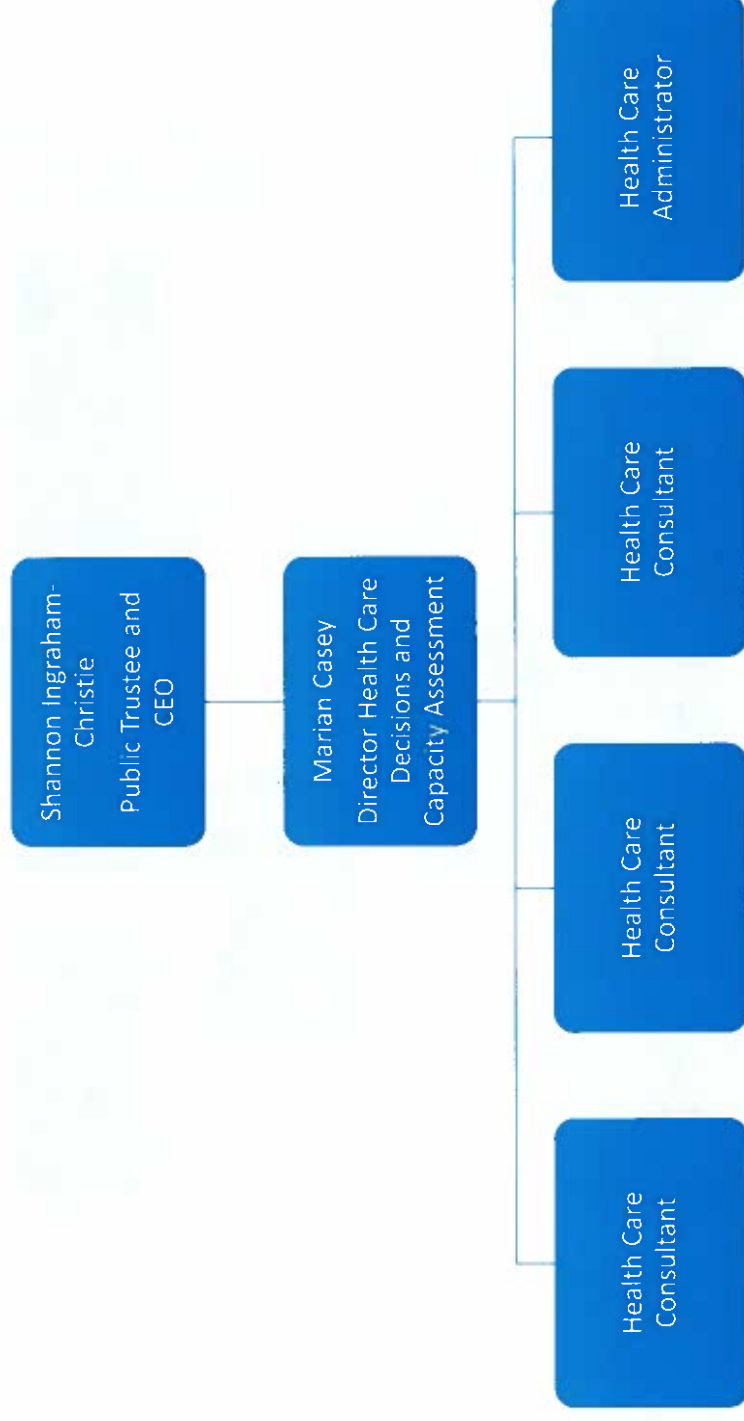 Shannon Ingraham-
Christie
Public Trustee and
CEO
Marian Casey
Director Health Care
Decisions and
Capacity Assessment
Health Care
Consultant
Health Care
Consultant
Health Care
Consultant
Health Care
Administrator